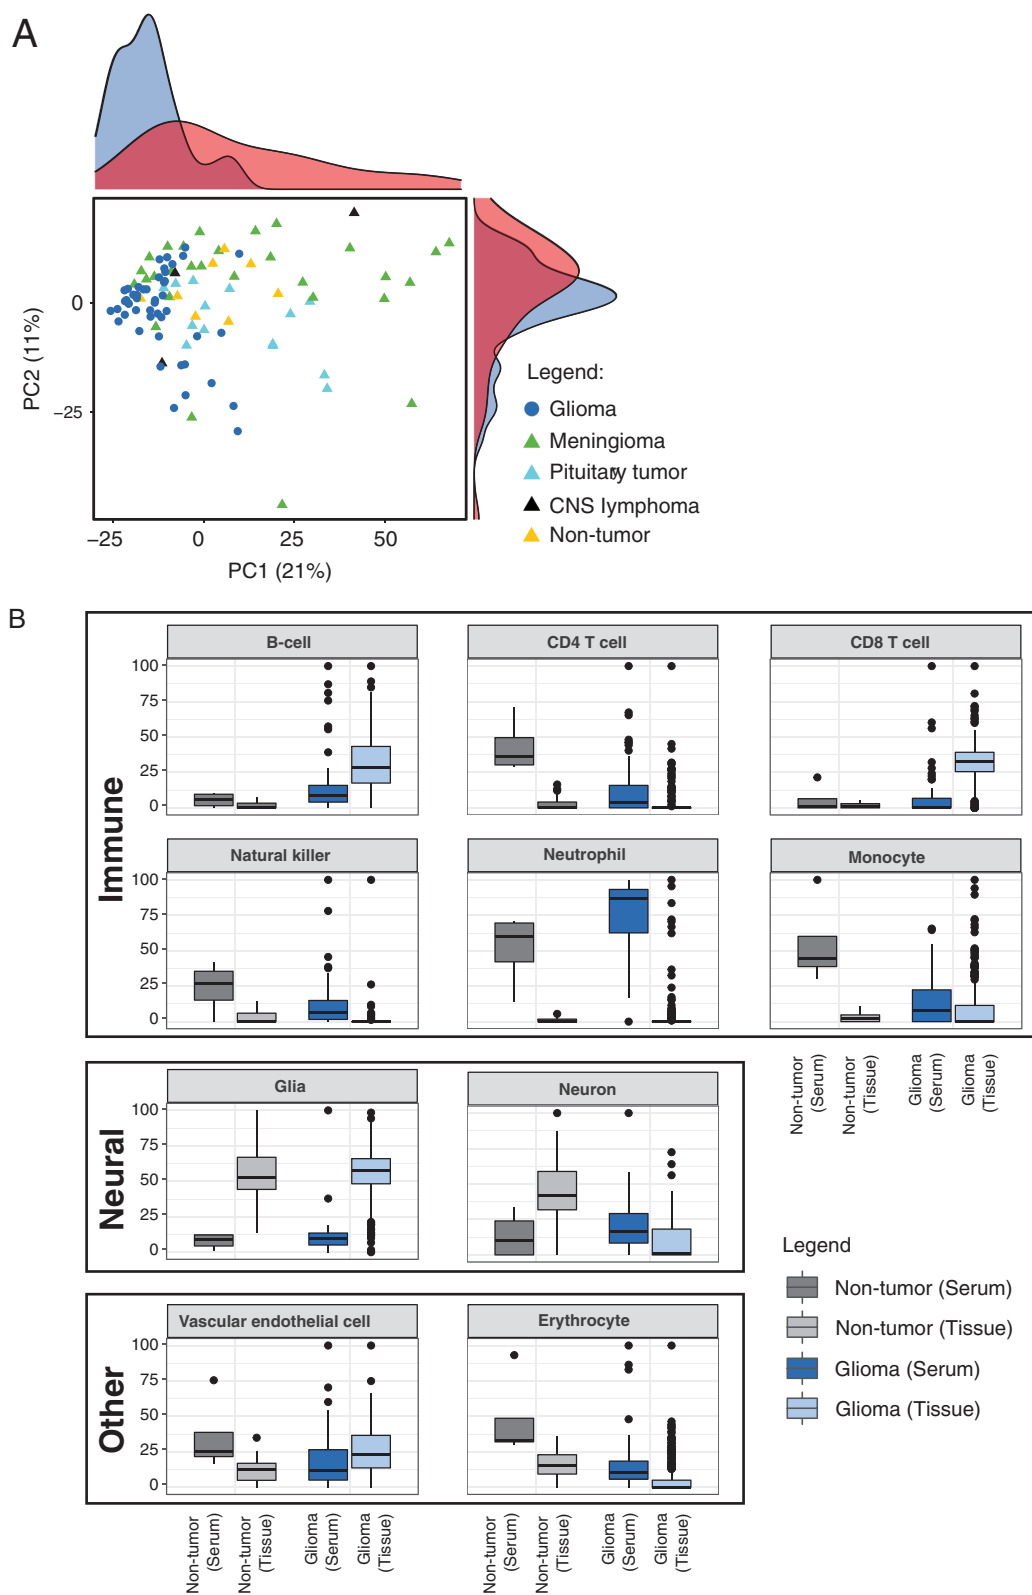 A
0
−25
PC2 (11%)
−25
0
25
50
PC1 (21%)
Legend:
Glioma
Meningioma
Pituitary tumor
CNS lymphoma
Non-tumor
B
Immune
B-cell
CD4 T cell
CD8 T cell
100
75
50
25
0
Natural killer
Neutrophil
Monocyte
100
75
50
25
0
Non-tumor
(Serum)
Non-tumor
(Tissue)
Glioma
(Serum)
Glioma
(Tissue)
Neural
Glia
Neuron
100
75
50
25
0
Other
Vascular endothelial cell
Erythrocyte
100
75
50
25
0
Non-tumor
(Serum)
Non-tumor
(Tissue)
Glioma
(Serum)
Glioma
(Tissue)
Non-tumor
(Serum)
Non-tumor
(Tissue)
Glioma
(Serum)
Glioma
(Tissue)
Legend
Non-tumor (Serum)
Non-tumor (Tissue)
Glioma (Serum)
Glioma (Tissue)